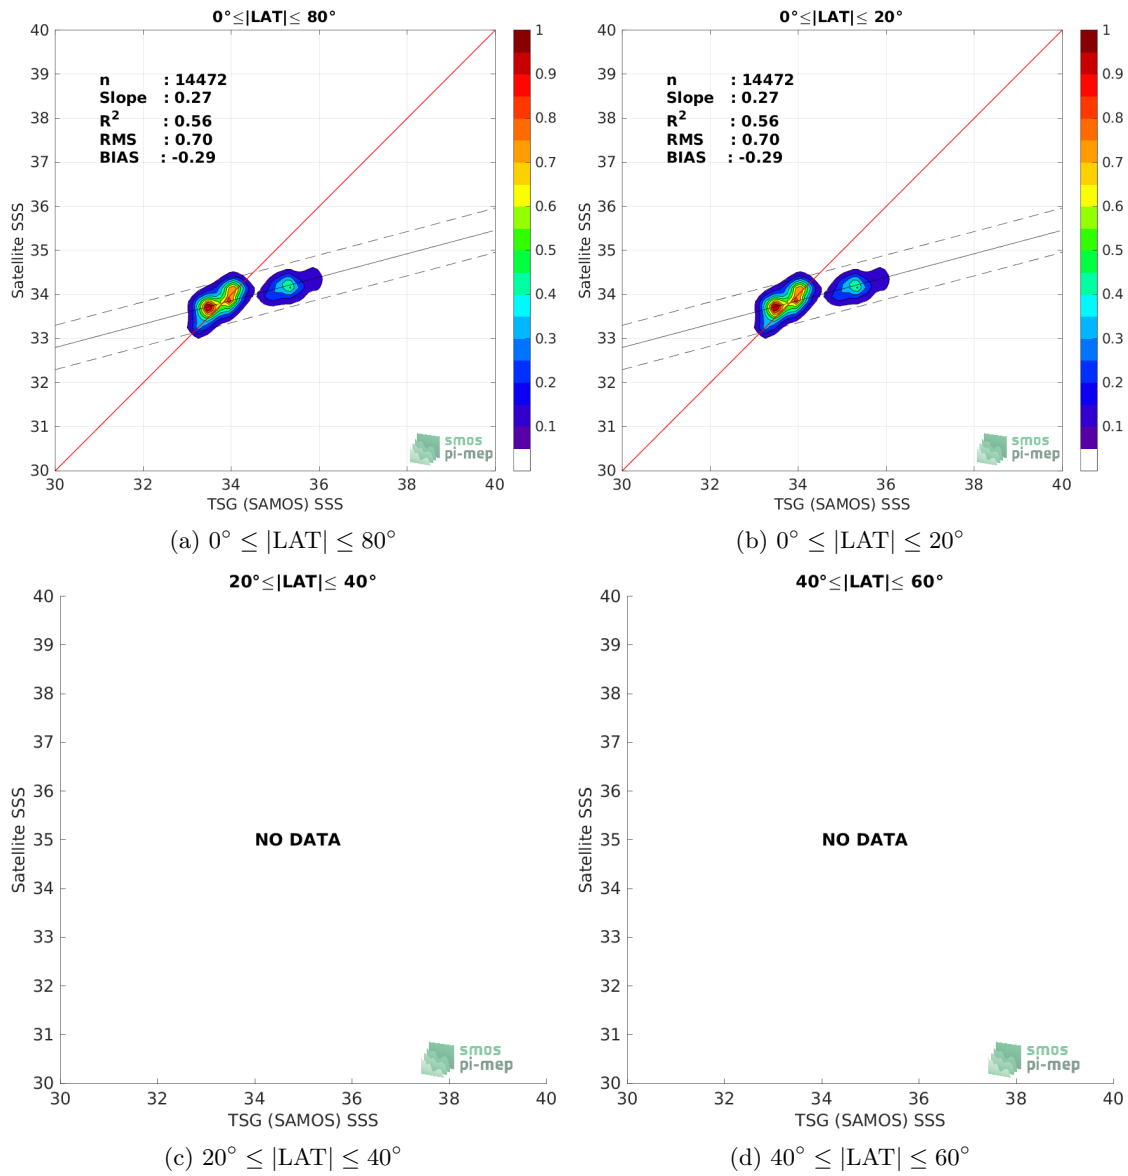 0°≤|LAT|≤ 80°
40
39
38
37
36
35
34
33
32
31
30
Satellite SSS
n : 14472
Slope : 0.27
R² : 0.56
RMS : 0.70
BIAS : -0.29
smos
pi-mep
30 32 34 36 38 40
TSG (SAMOS) SSS
1
0.9
0.8
0.7
0.6
0.5
0.4
0.3
0.2
0.1
(a) 0° ≤ |LAT| ≤ 80°
0°≤|LAT|≤ 20°
40
39
38
37
36
35
34
33
32
31
30
Satellite SSS
n : 14472
Slope : 0.27
R² : 0.56
RMS : 0.70
BIAS : -0.29
smos
pi-mep
30 32 34 36 38 40
TSG (SAMOS) SSS
1
0.9
0.8
0.7
0.6
0.5
0.4
0.3
0.2
0.1
(b) 0° ≤ |LAT| ≤ 20°
20°≤|LAT|≤ 40°
40
39
38
37
36
35
34
33
32
31
30
Satellite SSS
NO DATA
smos
pi-mep
30 32 34 36 38 40
TSG (SAMOS) SSS
(c) 20° ≤ |LAT| ≤ 40°
40°≤|LAT|≤ 60°
40
39
38
37
36
35
34
33
32
31
30
Satellite SSS
NO DATA
smos
pi-mep
30 32 34 36 38 40
TSG (SAMOS) SSS
(d) 40° ≤ |LAT| ≤ 60°